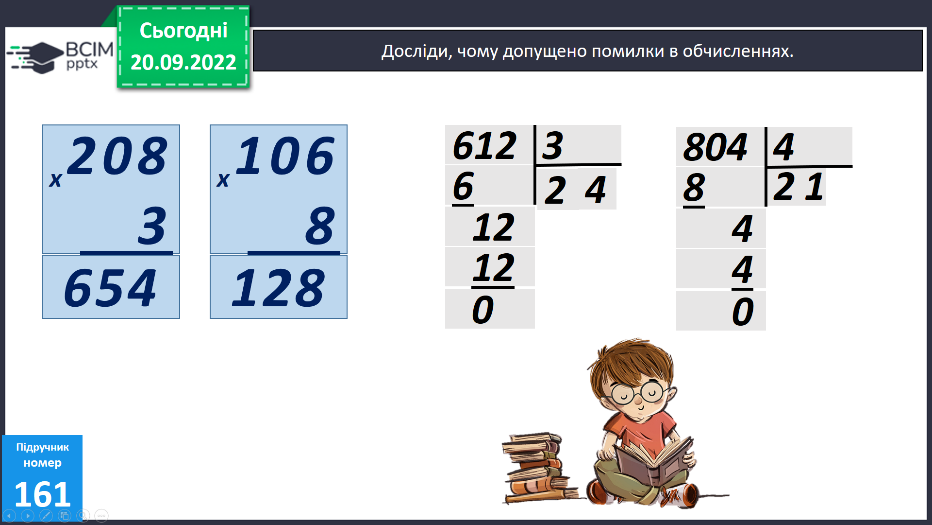 BCIM
pptx
Сьогодні
20.09.2022
Досліди, чому допущено помилки в обчисленнях.
208
x
3
654
106
x
8
128
612 3
6 2 4
12
12
0
804 4
8 2 1
4
4
0
Підручник
номер
161